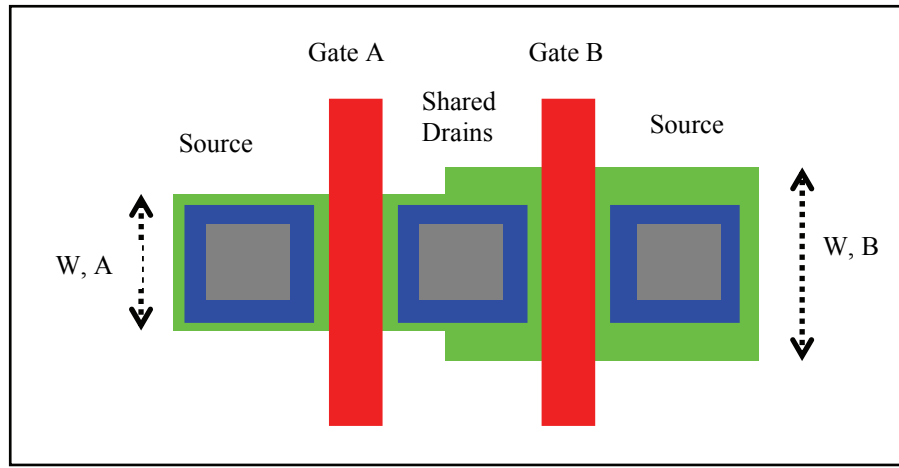 Gate A
Gate B
Shared
Drains
Source
Source
W, A
W, B